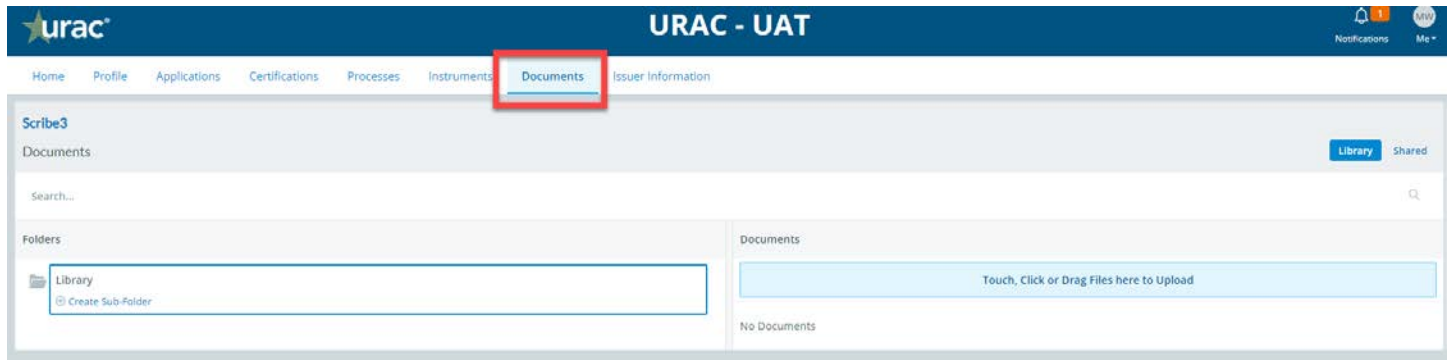 urac
URAC - UAT
1
MW
Notifications
Me
Home Profile Applications Certifications Processes Instruments Documents Issuer Information
Scribe3
Documents
Library Shared
Search...
Folders
Documents
Library
Create Sub-Folder
Touch, Click or Drag Files here to Upload
No Documents